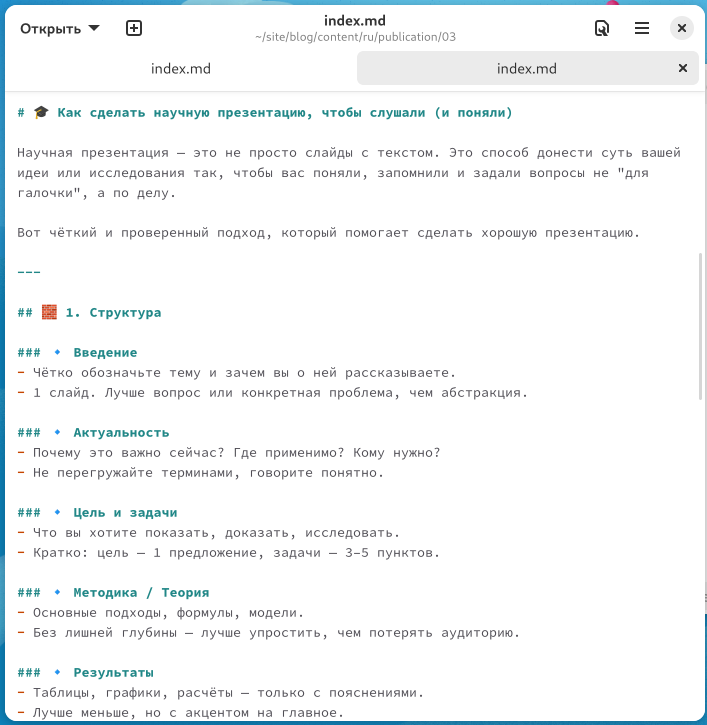 Открыть
index.md
~/site/blog/content/ru/publication/03
index.md
index.md
# 🎓 Как сделать научную презентацию, чтобы слушали (и поняли)
Научная презентация — это не просто слайды с текстом. Это способ донести суть вашей
идеи или исследования так, чтобы вас поняли, запомнили и задали вопросы не "для
галочки", а по делу.
Вот чёткий и проверенный подход, который помогает сделать хорошую презентацию.
---
## 🧱 1. Структура
### 🔹 Введение
- Чётко обозначьте тему и зачем вы о ней рассказываете.
- 1 слайд. Лучше вопрос или конкретная проблема, чем абстракция.
### 🔹 Актуальность
- Почему это важно сейчас? Где применимо? Кому нужно?
- Не перегружайте терминами, говорите понятно.
### 🔹 Цель и задачи
- Что вы хотите показать, доказать, исследовать.
- Кратко: цель — 1 предложение, задачи — 3–5 пунктов.
### 🔹 Методика / Теория
- Основные подходы, формулы, модели.
- Без лишней глубины — лучше упростить, чем потерять аудиторию.
### 🔹 Результаты
- Таблицы, графики, расчёты — только с пояснениями.
- Лучше меньше, но с акцентом на главное.